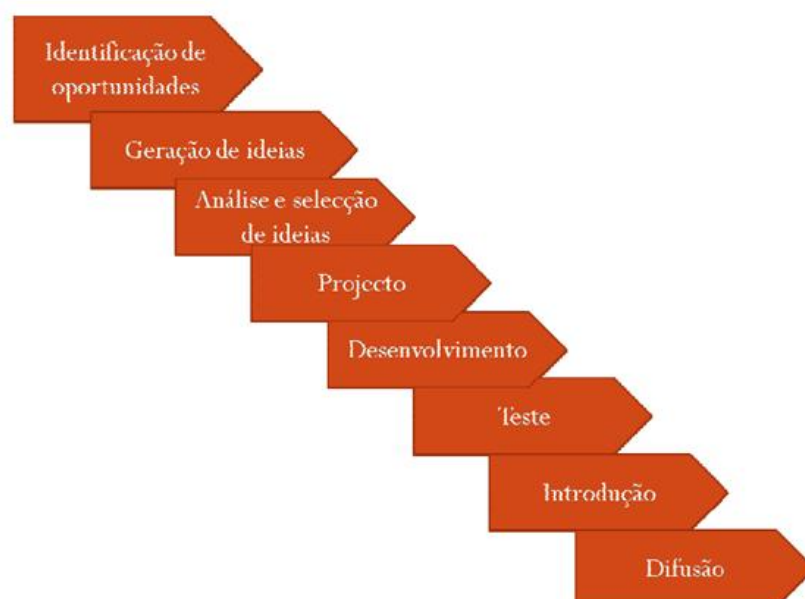 Identificação de
oportunidades
Geração de ideias
Análise e selecção
de ideias
Projecto
Desenvolvimento
Teste
Introdução
Difusão